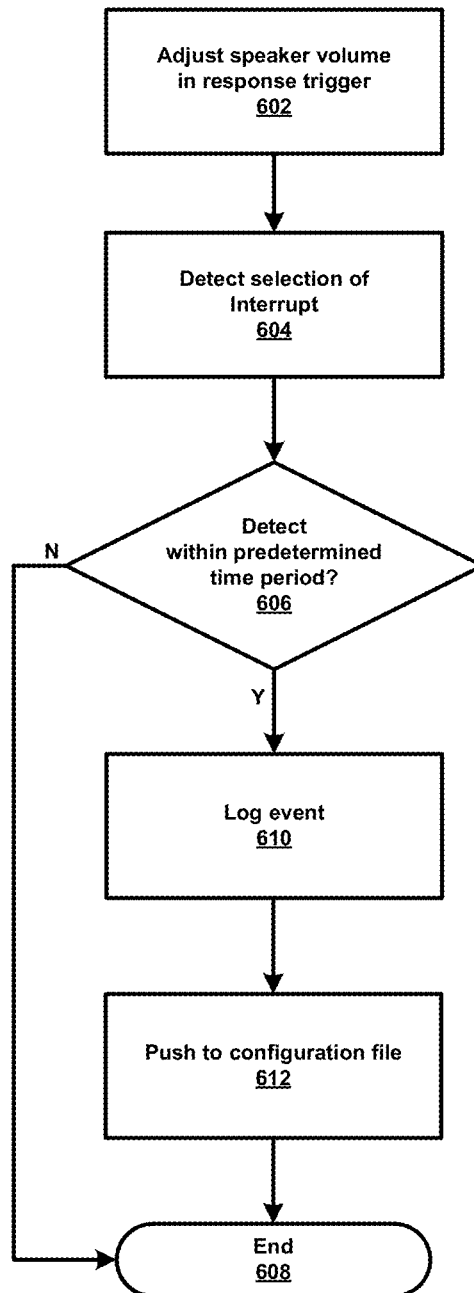 Adjust speaker volume
in response trigger
602
Detect selection of
Interrupt
604
Detect
within predetermined
time period?
606
N
Y
Log event
610
Push to configuration file
612
End
608